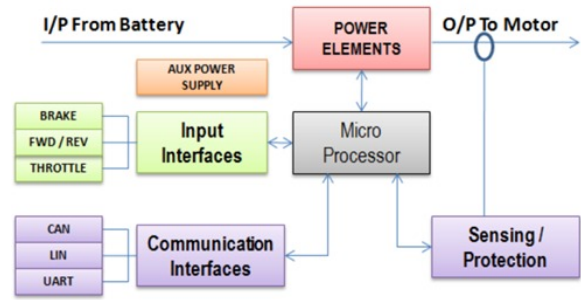 I/P From Battery
POWER
ELEMENTS
O/P To Motor
AUX POWER
SUPPLY
BRAKE
FWD / REV
THROTTLE
Input
Interfaces
Micro
Processor
CAN
LIN
UART
Communication
Interfaces
Sensing /
Protection